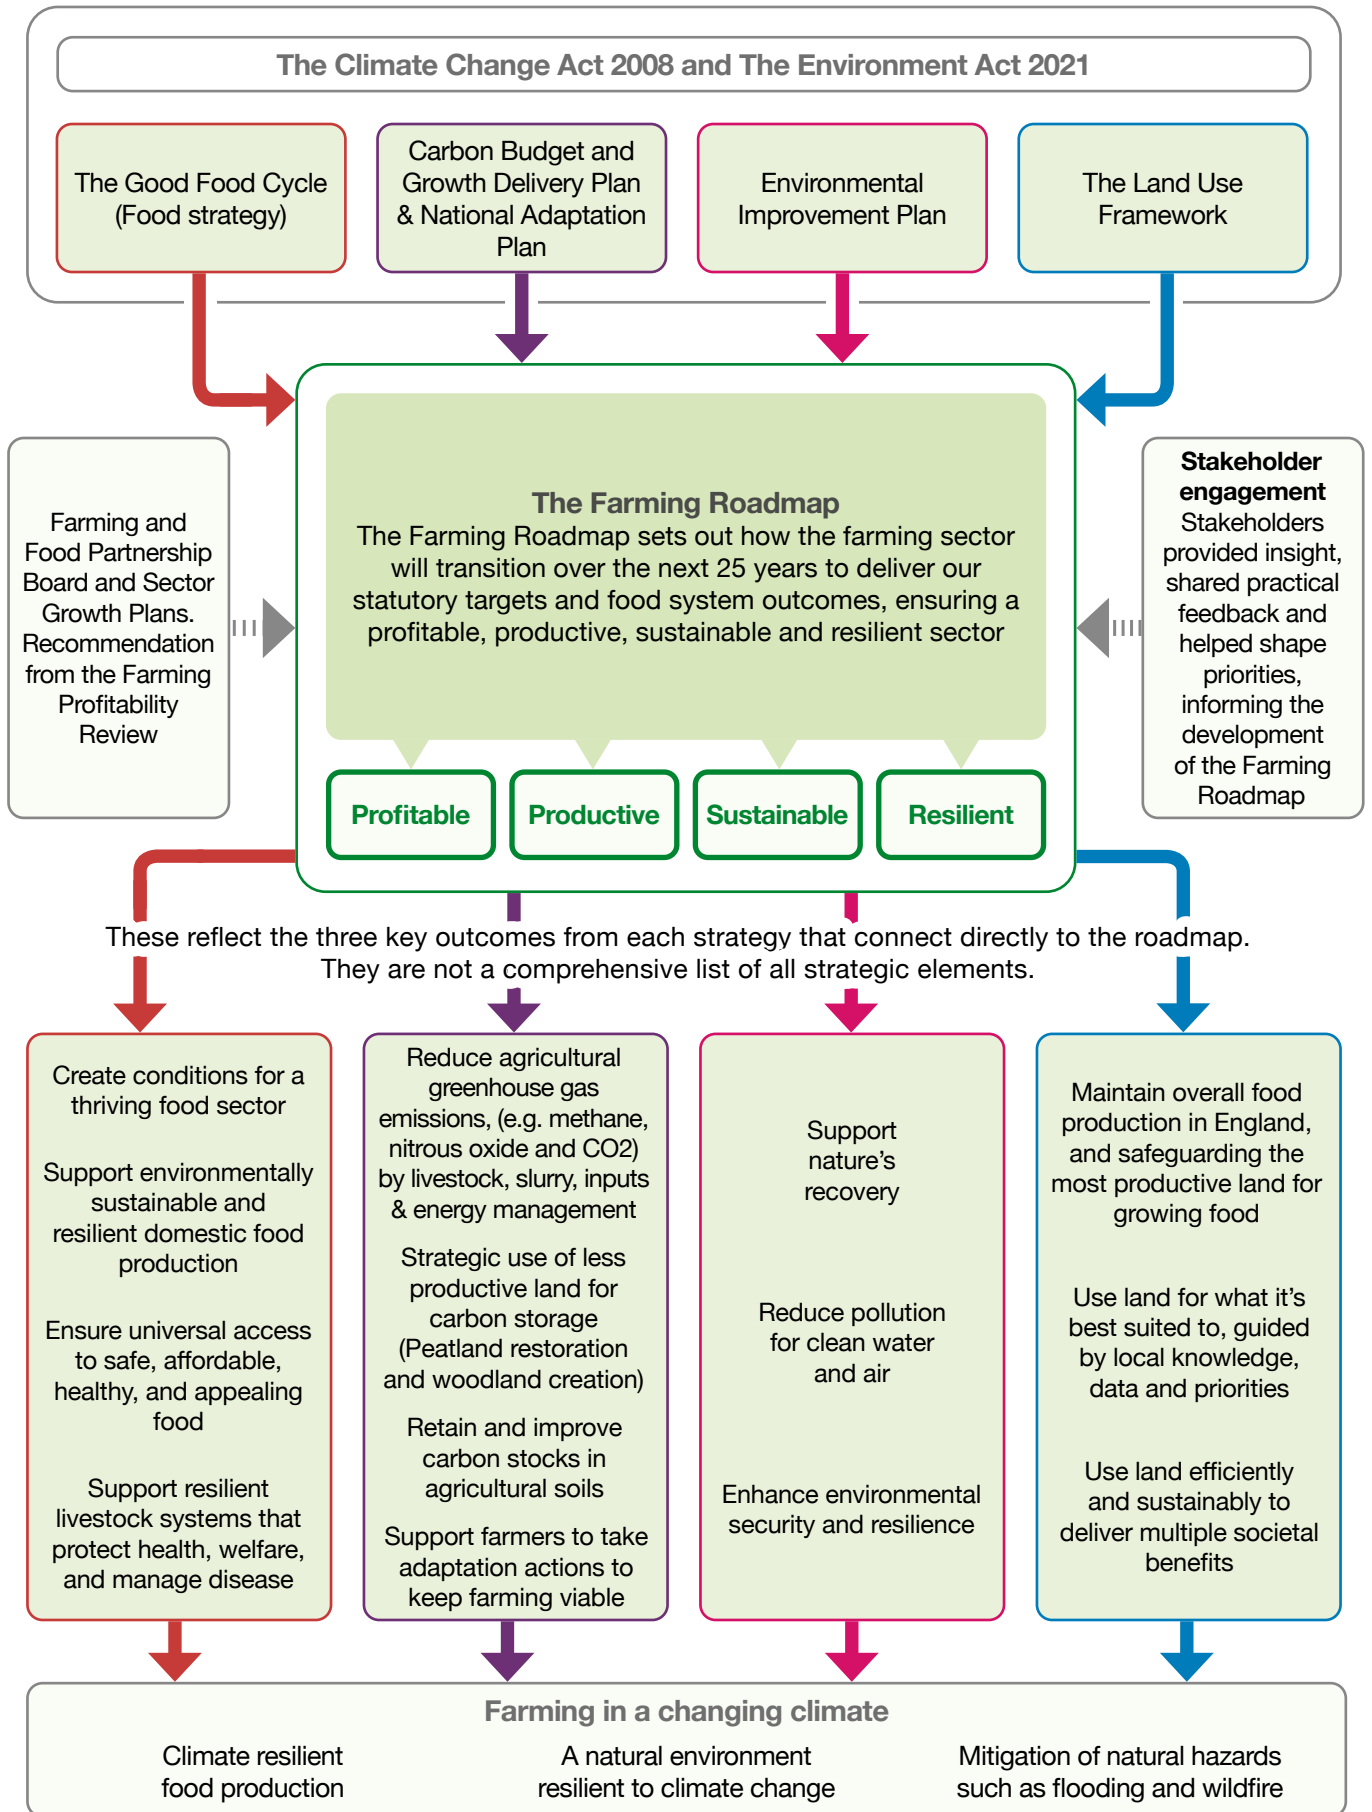 The Climate Change Act 2008 and The Environment Act 2021
The Good Food Cycle
(Food strategy)
Carbon Budget and
Growth Delivery Plan
& National Adaptation
Plan
Environmental
Improvement Plan
The Land Use
Framework
Farming and
Food Partnership
Board and Sector
Growth Plans.
Recommendation
from the Farming
Profitability
Review
The Farming Roadmap
The Farming Roadmap sets out how the farming sector
will transition over the next 25 years to deliver our
statutory targets and food system outcomes, ensuring a
profitable, productive, sustainable and resilient sector
Profitable
Productive
Sustainable
Resilient
Stakeholder
engagement
Stakeholders
provided insight,
shared practical
feedback and
helped shape
priorities,
informing the
development
of the Farming
Roadmap
These reflect the three key outcomes from each strategy that connect directly to the roadmap.
They are not a comprehensive list of all strategic elements.
Create conditions for a
thriving food sector
Support environmentally
sustainable and
resilient domestic food
production
Ensure universal access
to safe, affordable,
healthy, and appealing
food
Support resilient
livestock systems that
protect health, welfare,
and manage disease
Reduce agricultural
greenhouse gas
emissions, (e.g. methane,
nitrous oxide and CO2)
by livestock, slurry, inputs
& energy management
Strategic use of less
productive land for
carbon storage
(Peatland restoration
and woodland creation)
Retain and improve
carbon stocks in
agricultural soils
Support farmers to take
adaptation actions to
keep farming viable
Support
nature’s
recovery
Reduce pollution
for clean water
and air
Enhance environmental
security and resilience
Maintain overall food
production in England,
and safeguarding the
most productive land for
growing food
Use land for what it’s
best suited to, guided
by local knowledge,
data and priorities
Use land efficiently
and sustainably to
deliver multiple societal
benefits
Farming in a changing climate
Climate resilient
food production
A natural environment
resilient to climate change
Mitigation of natural hazards
such as flooding and wildfire